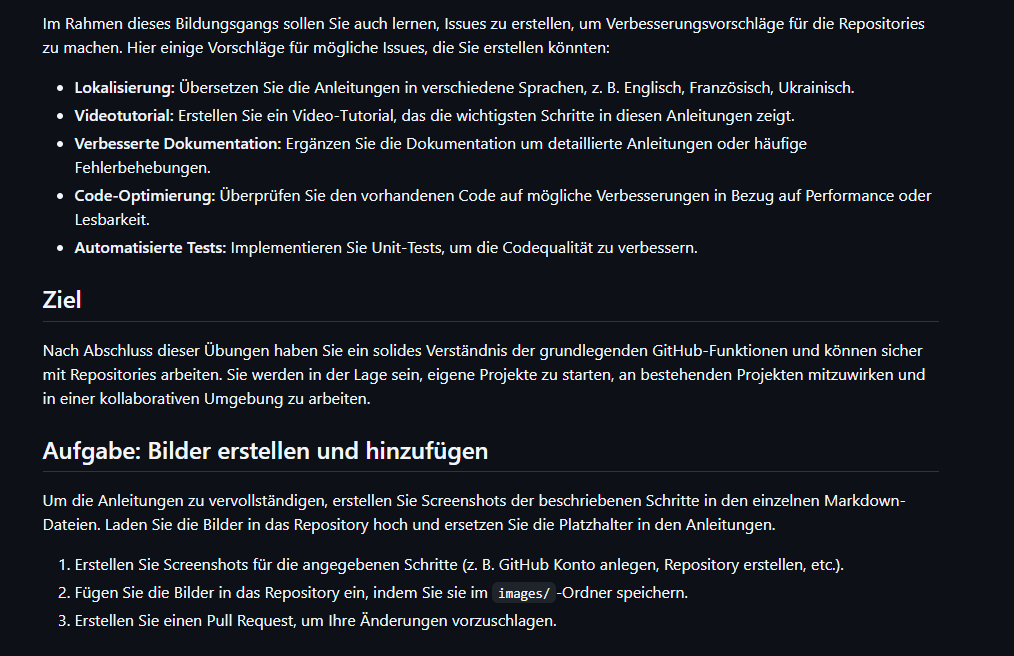 Im Rahmen dieses Bildungsgangs sollen Sie auch lernen, Issues zu erstellen, um Verbesserungsvorschläge für die Repositories
zu machen. Hier einige Vorschläge für mögliche Issues, die Sie erstellen könnten:
• Lokalisierung: Übersetzen Sie die Anleitungen in verschiedene Sprachen, z. B. Englisch, Französisch, Ukrainisch.
• Videotutorial: Erstellen Sie ein Video-Tutorial, das die wichtigsten Schritte in diesen Anleitungen zeigt.
• Verbesserte Dokumentation: Ergänzen Sie die Dokumentation um detaillierte Anleitungen oder häufige
Fehlerbehebungen.
• Code-Optimierung: Überprüfen Sie den vorhandenen Code auf mögliche Verbesserungen in Bezug auf Performance oder
Lesbarkeit.
• Automatisierte Tests: Implementieren Sie Unit-Tests, um die Codequalität zu verbessern.
Ziel
Nach Abschluss dieser Übungen haben Sie ein solides Verständnis der grundlegenden GitHub-Funktionen und können sicher
mit Repositories arbeiten. Sie werden in der Lage sein, eigene Projekte zu starten, an bestehenden Projekten mitzuwirken und
in einer kollaborativen Umgebung zu arbeiten.
Aufgabe: Bilder erstellen und hinzufügen
Um die Anleitungen zu vervollständigen, erstellen Sie Screenshots der beschriebenen Schritte in den einzelnen Markdown-
Dateien. Laden Sie die Bilder in das Repository hoch und ersetzen Sie die Platzhalter in den Anleitungen.
1. Erstellen Sie Screenshots für die angegebenen Schritte (z. B. GitHub Konto anlegen, Repository erstellen, etc.).
2. Fügen Sie die Bilder in das Repository ein, indem Sie sie im images/ -Ordner speichern.
3. Erstellen Sie einen Pull Request, um Ihre Änderungen vorzuschlagen.